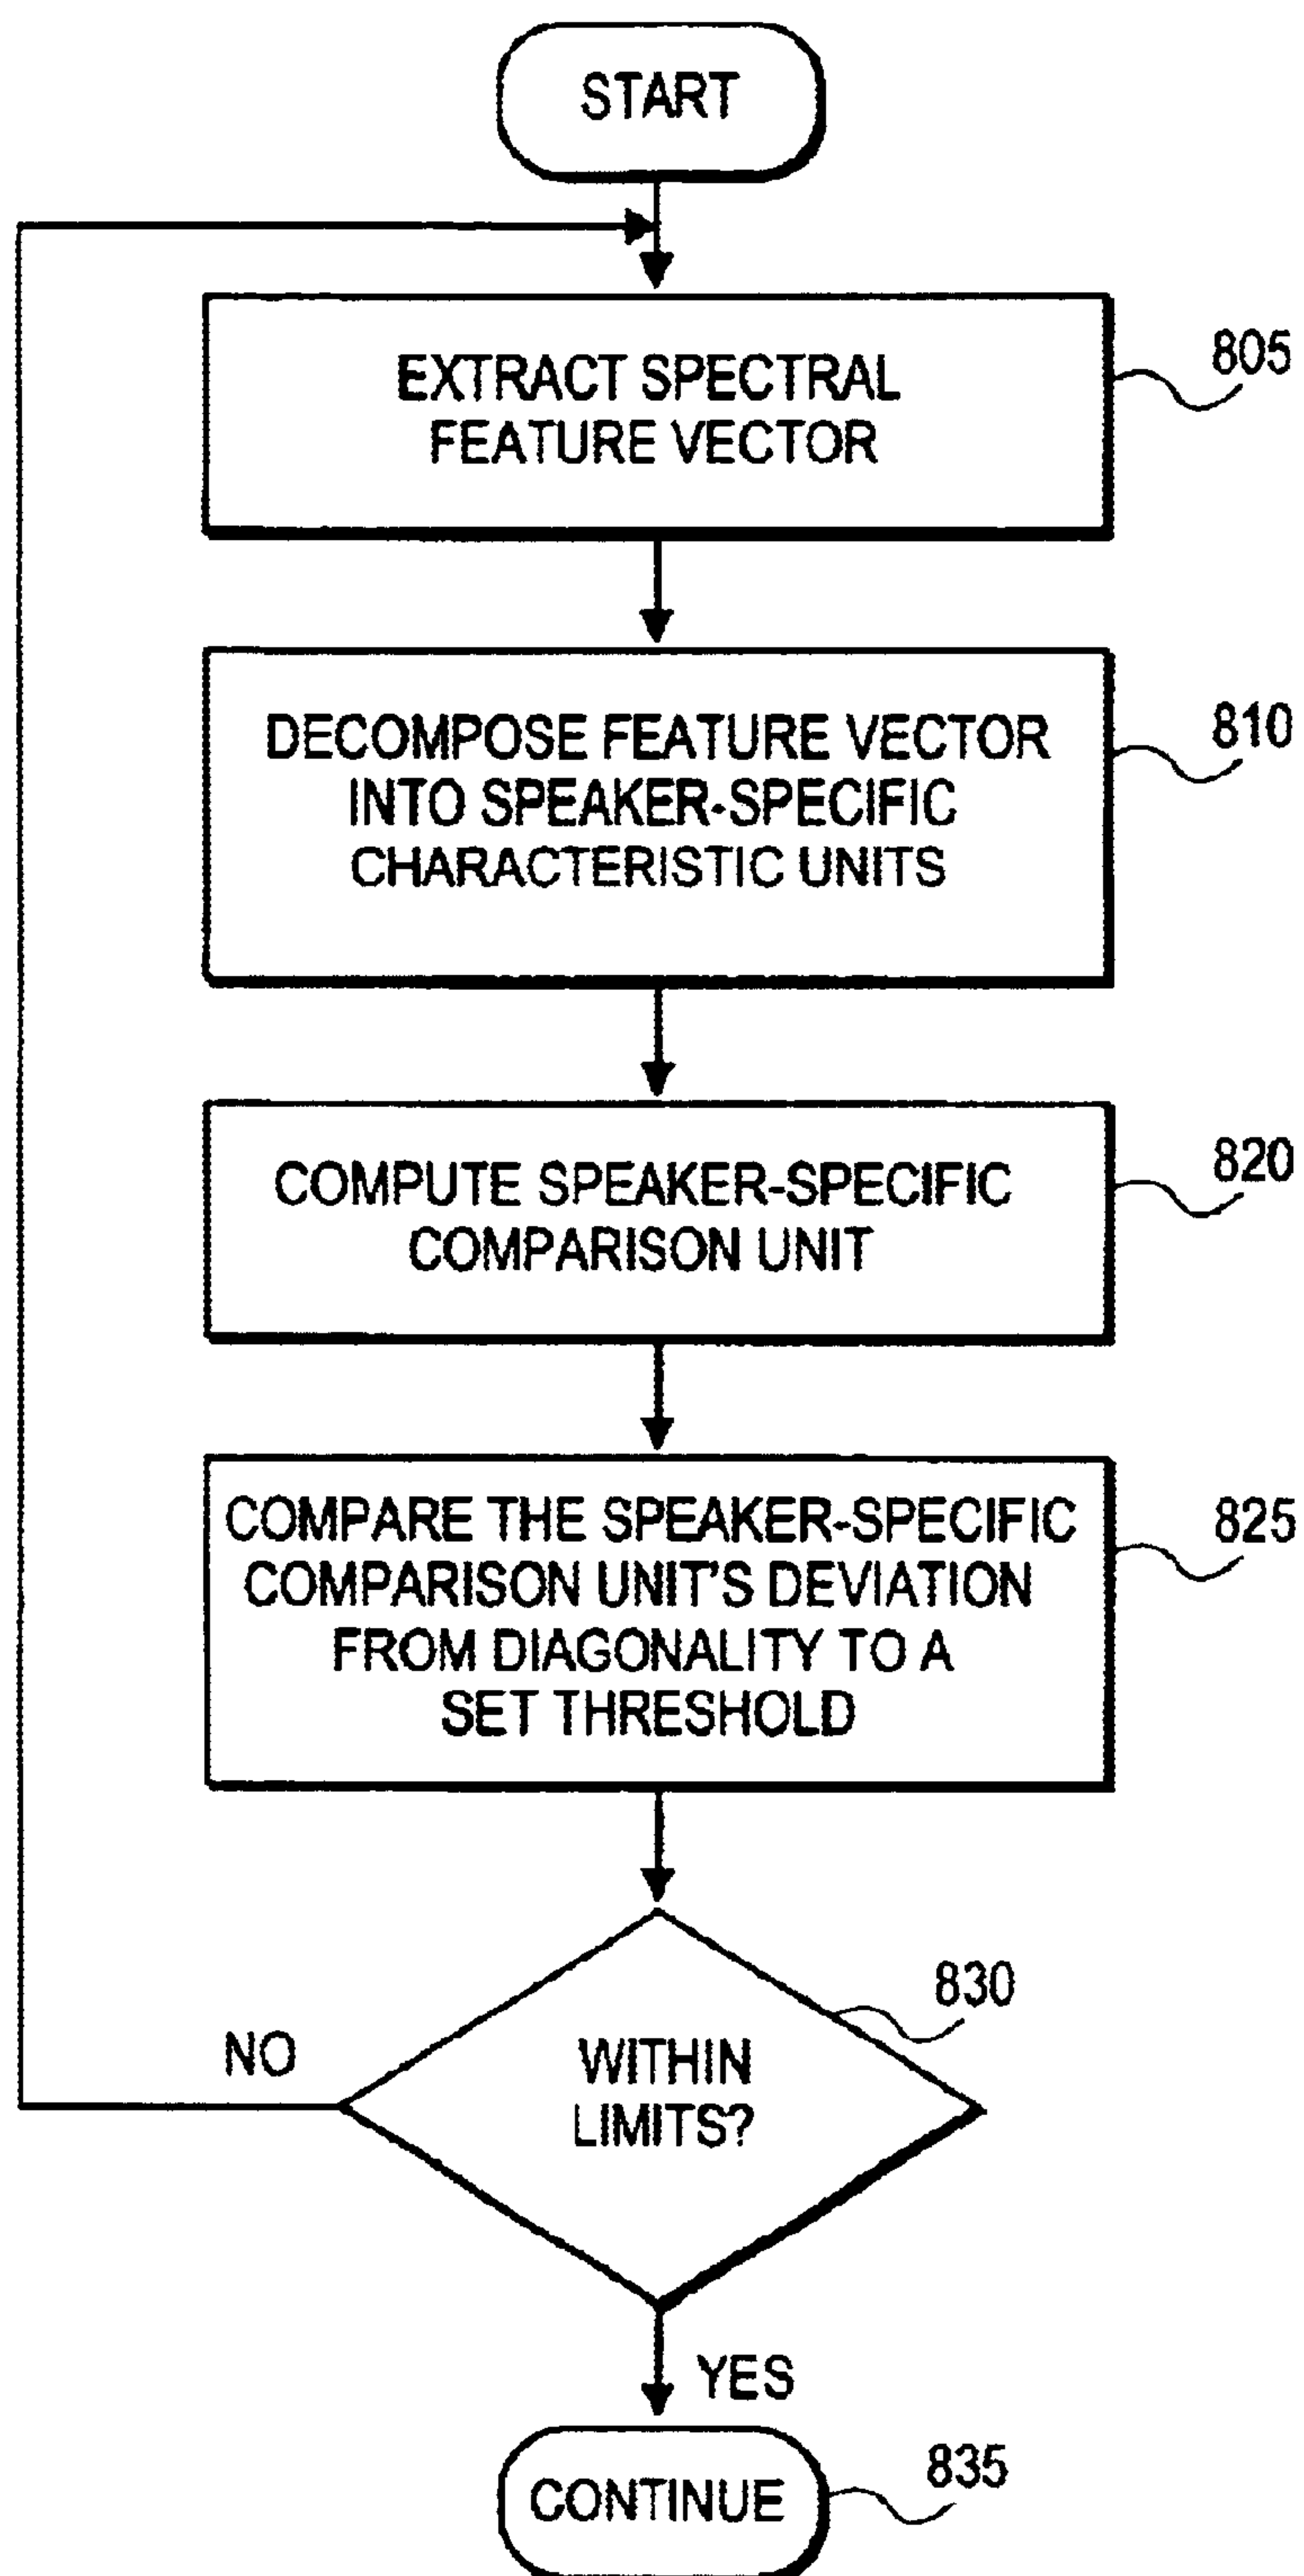 START
EXTRACT SPECTRAL
FEATURE VECTOR
805
DECOMPOSE FEATURE VECTOR
INTO SPEAKER-SPECIFIC
CHARACTERISTIC UNITS
810
COMPUTE SPEAKER-SPECIFIC
COMPARISON UNIT
820
COMPARE THE SPEAKER-SPECIFIC
COMPARISON UNIT'S DEVIATION
FROM DIAGONALITY TO A
SET THRESHOLD
825
830
NO
WITHIN
LIMITS?
YES
CONTINUE
835